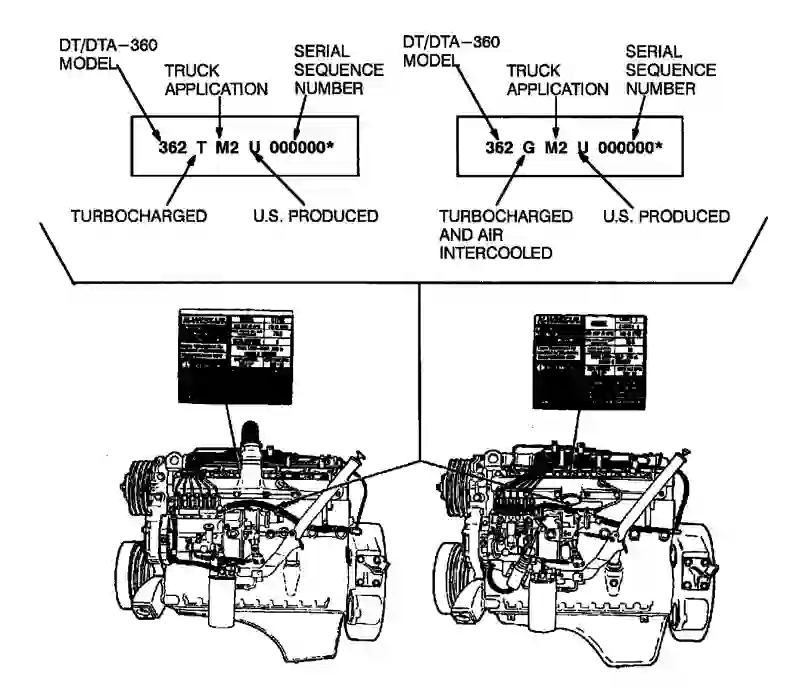 DT/DTA-360
MODEL
TRUCK
APPLICATION
SERIAL
SEQUENCE
NUMBER
362 T M2 U 000000*
TURBOCHARGED
U.S. PRODUCED
DT/DTA-360
MODEL
TRUCK
APPLICATION
SERIAL
SEQUENCE
NUMBER
362 G M2 U 000000*
TURBOCHARGED
AND AIR
INTERCOOLED
U.S. PRODUCED